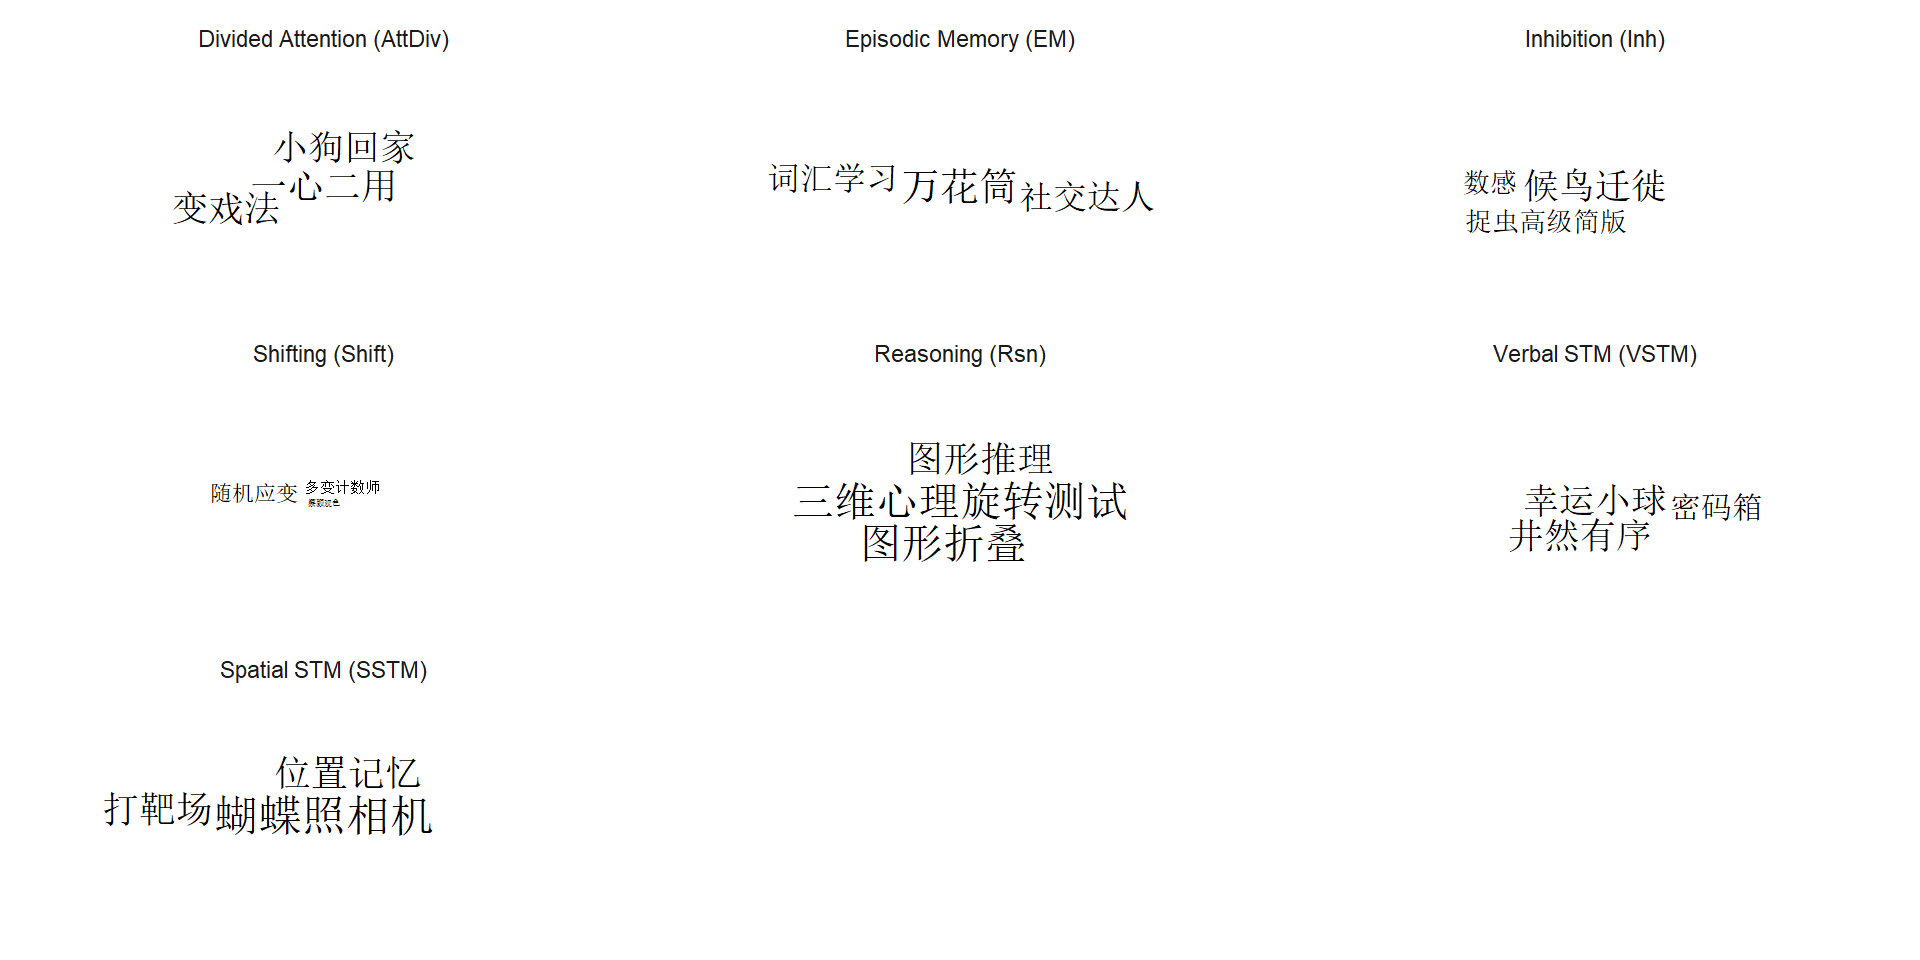 Divided Attention (AttDiv)
Episodic Memory (EM)
Inhibition (Inh)
小狗回家
一心二用
变戏法
词汇学习
万花筒
社交达人
数感
候鸟迁徙
捉虫高级简版
Shifting (Shift)
Reasoning (Rsn)
Verbal STM (VSTM)
随机应变
多变计数师
察颜观色
图形推理
三维心理旋转测试
图形折叠
幸运小球
密码箱
井然有序
Spatial STM (SSTM)
位置记忆
打靶场
蝴蝶照相机